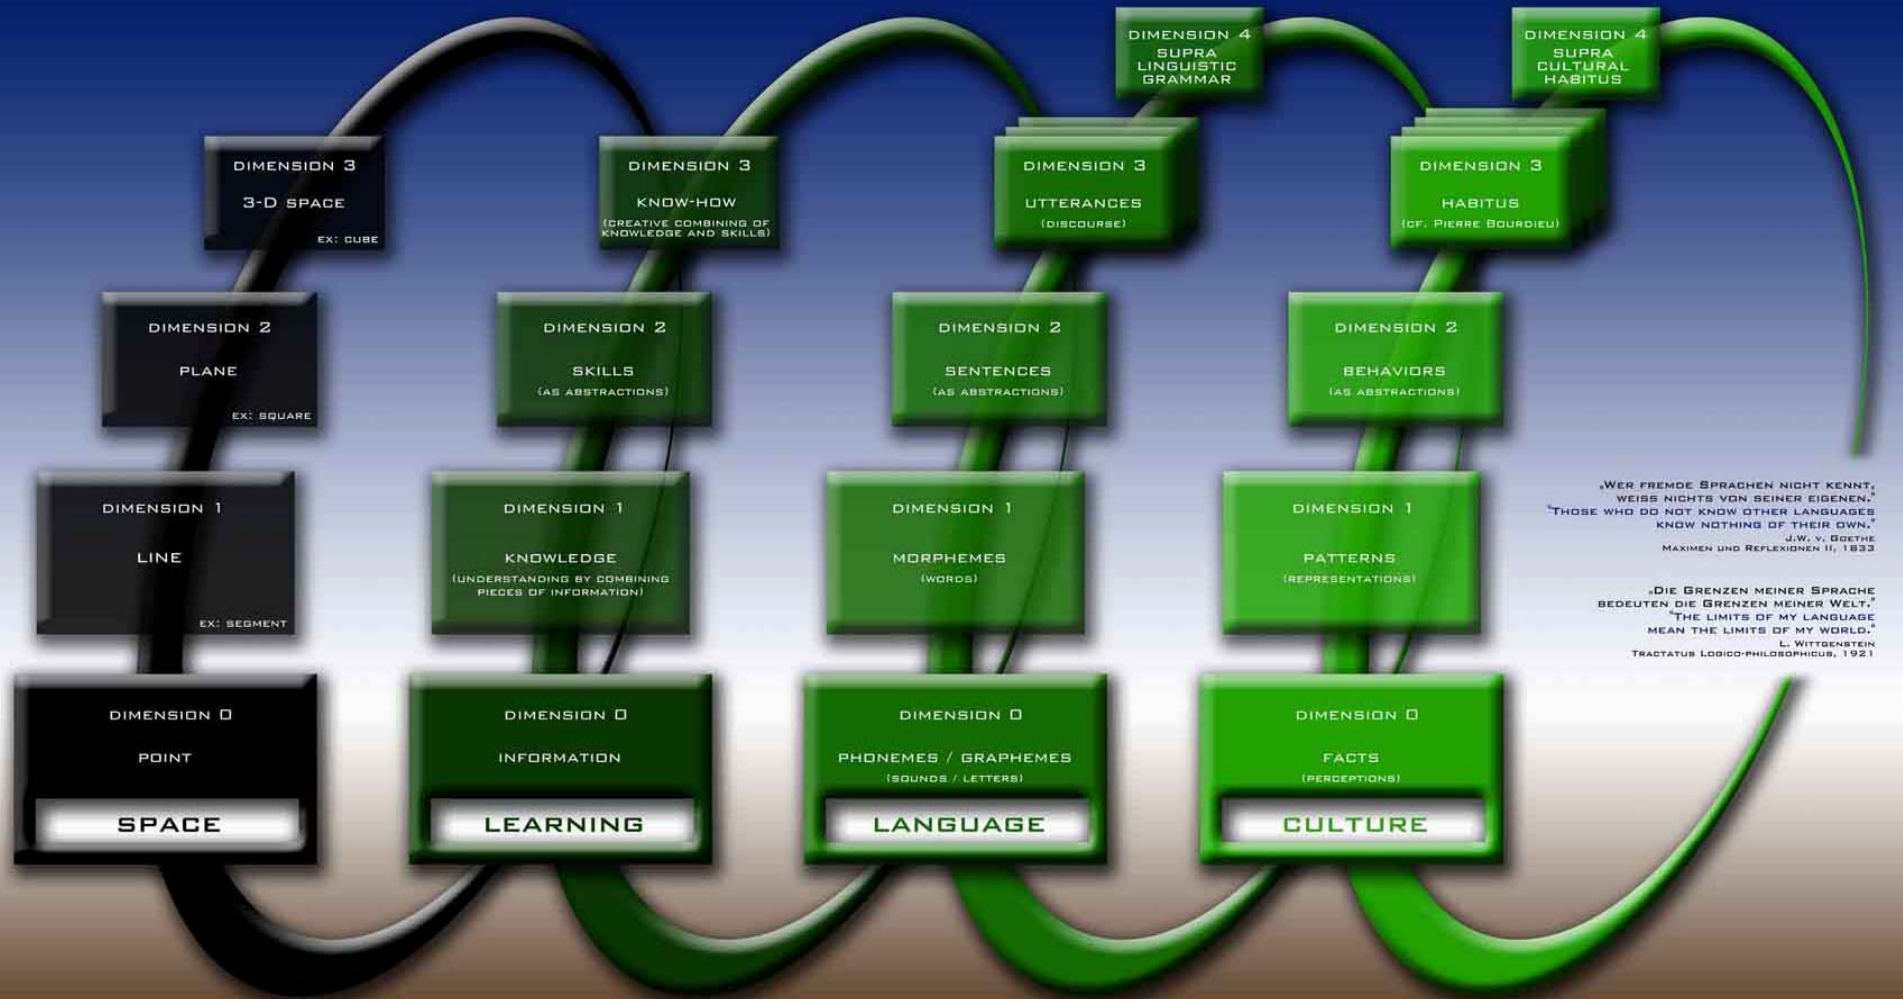 DIMENSION 3
3-D SPACE
EX: CUBE
DIMENSION 2
PLANE
EX: SQUARE
DIMENSION 1
LINE
EX: SEGMENT
DIMENSION 0
POINT
SPACE
DIMENSION 3
KNOW-HOW
(CREATIVE COMBINING OF
KNOWLEDGE AND SKILLS)
DIMENSION 2
SKILLS
(AS ABSTRACTIONS)
DIMENSION 1
KNOWLEDGE
(UNDERSTANDING BY COMBINING
PIECES OF INFORMATION)
DIMENSION 0
INFORMATION
LEARNING
DIMENSION 4
SUPRA
LINGUISTIC
GRAMMAR
DIMENSION 3
UTTERANCES
(DISCOURSE)
DIMENSION 2
SENTENCES
(AS ABSTRACTIONS)
DIMENSION 1
MORPHEMES
(WORDS)
DIMENSION 0
PHONEMES / GRAPHEMES
(SOUNDS / LETTERS)
LANGUAGE
DIMENSION 4
SUPRA
CULTURAL
HABITUS
DIMENSION 3
HABITUS
(CF. PIERRE BOURDIEU)
DIMENSION 2
BEHAVIORS
(AS ABSTRACTIONS)
DIMENSION 1
PATTERNS
(REPRESENTATIONS)
DIMENSION 0
FACTS
(PERCEPTIONS)
CULTURE
„WER FREMDE SPRACHEN NICHT KENNT,
WEISS NICHTS VON SEINER EIGENEN."
"THOSE WHO DO NOT KNOW OTHER LANGUAGES
KNOW NOTHING OF THEIR OWN."
J.W. V. GOETHE
MAXIMEN UND REFLEXIONEN II, 1833
„DIE GRENZEN MEINER SPRACHE
BEDEUTEN DIE GRENZEN MEINER WELT."
"THE LIMITS OF MY LANGUAGE
MEAN THE LIMITS OF MY WORLD."
L. WITTGENSTEIN
TRACTATUS LOGICO-PHILOSOPHICUS, 1921